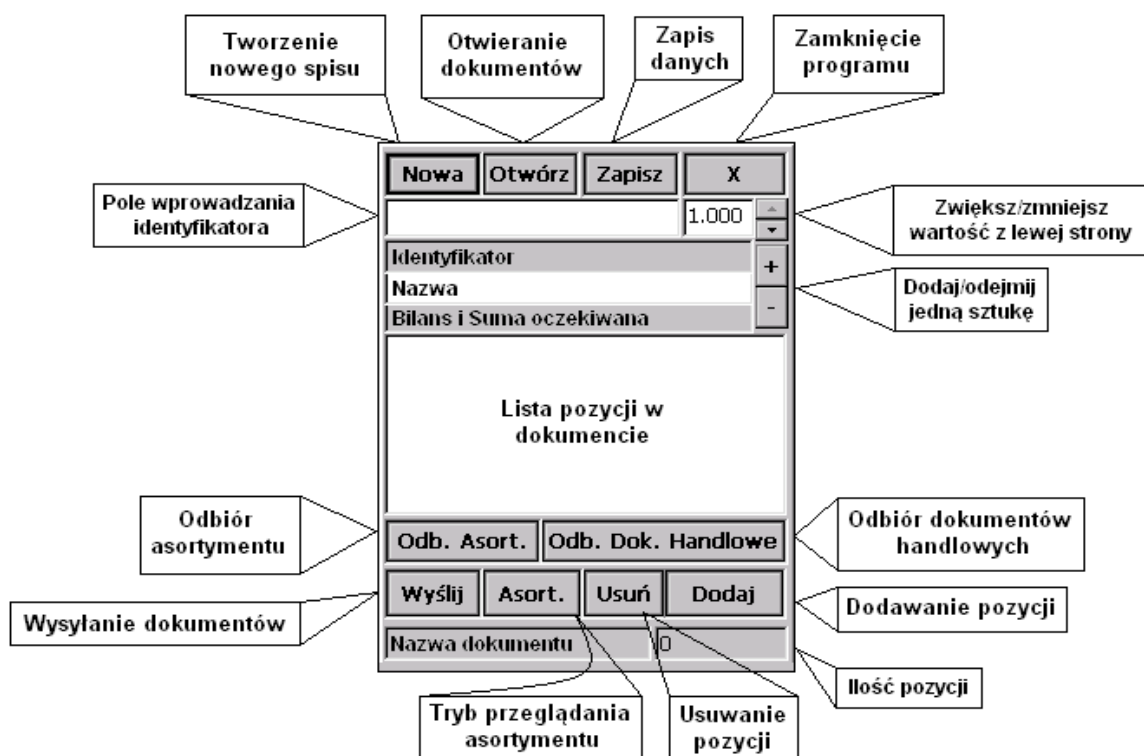 Tworzenie
nowego spisu
Otwieranie
dokumentów
Zapis
danych
Zamknięcie
programu
Nowa
Otwórz
Zapisz
X
Pole wprowadzania
identyfikatora
1.000
Zwiększ/zmniejsz
wartość z lewej strony
Identyfikator
+
Nazwa
-
Bilans i Suma oczekiwana
Dodaj/odejmij
jedną sztukę
Lista pozycji w
dokumencie
Odbiór
asortymentu
Odb. Asort.
Odb. Dok. Handlowe
Odbiór dokumentów
handlowych
Wyślij
Asort.
Usuń
Dodaj
Wysyłanie dokumentów
Dodawanie pozycji
Nazwa dokumentu
0
Ilość pozycji
Tryb przeglądania
asortymentu
Usuwanie
pozycji